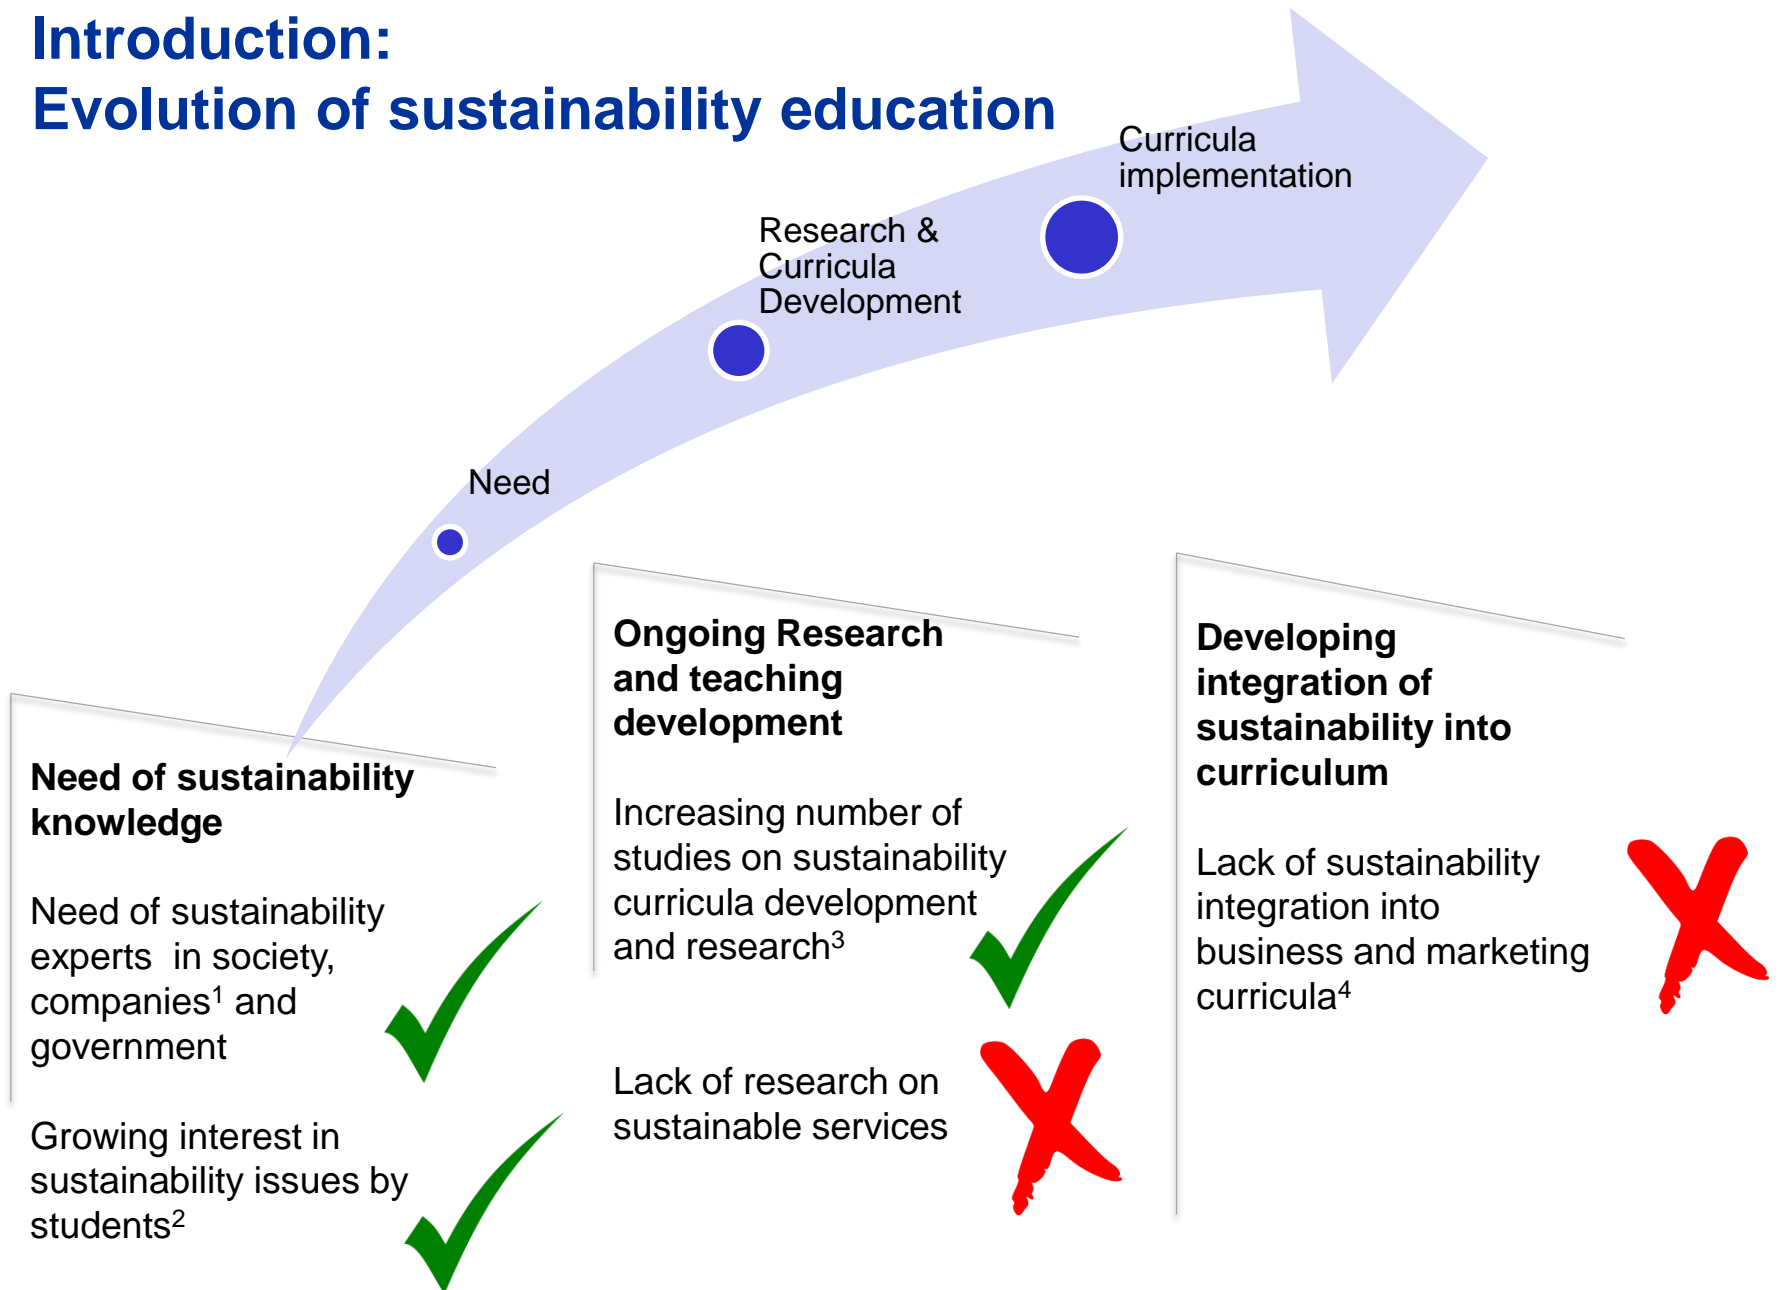 Introduction:
Evolution of sustainability education
Curricula
implementation
Research &
Curricula
Development
Need
Need of sustainability
knowledge
Need of sustainability
experts  in society,
companies¹ and
government
Growing interest in
sustainability issues by
students²
Ongoing Research
and teaching
development
Increasing number of
studies on sustainability
curricula development
and research³
Lack of research on
sustainable services
Developing
integration of
sustainability into
curriculum
Lack of sustainability
integration into
business and marketing
curricula⁴